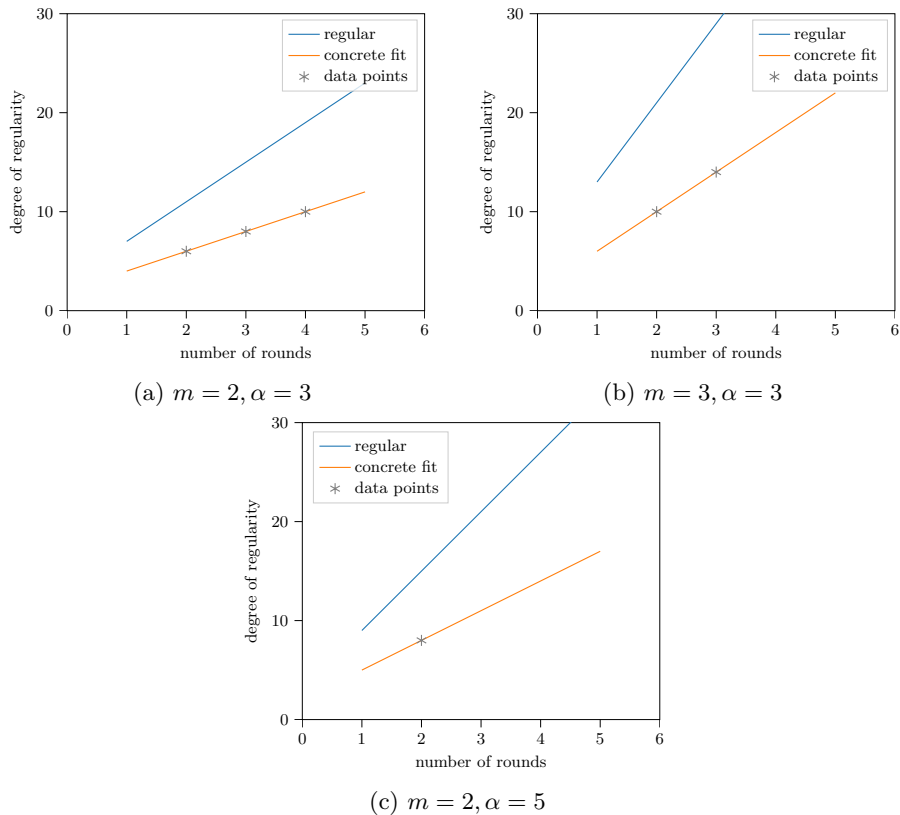 30
20
10
0
degree of regularity
regular
concrete fit
data points
0 1 2 3 4 5 6
number of rounds
(a) m = 2, α = 3
30
20
10
0
degree of regularity
regular
concrete fit
data points
0 1 2 3 4 5 6
number of rounds
(b) m = 3, α = 3
30
20
10
0
degree of regularity
regular
concrete fit
data points
0 1 2 3 4 5 6
number of rounds
(c) m = 2, α = 5